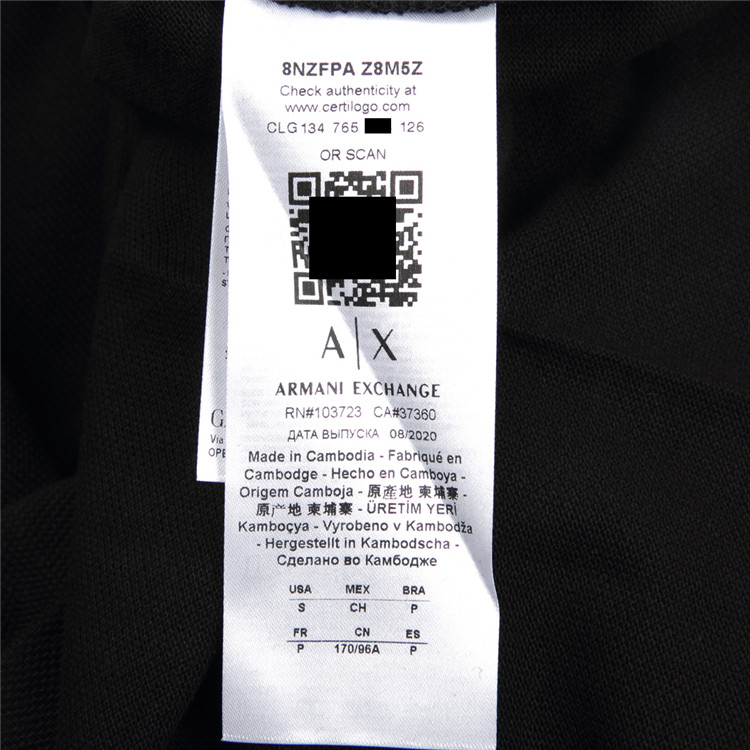 8NZFPA Z8M5Z
Check authenticity at
www.certilogo.com
CLG 134 765 126
OR SCAN
A|X
ARMANI EXCHANGE
RN#103723 CA#37360
ДАТА ВЫПУСКА 08/2020
Made in Cambodia - Fabriqué en
Cambodge - Hecho en Camboya -
Origem Camboja - 原產地 柬埔寨 -
原产地 柬埔寨 - ÜRETİM YERİ
Kamboçya - Vyrobeno v Kambodža
- Hergestellt in Kambodscha -
Сделано во Камбодже
USA MEX BRA
S CH P
FR CN ES
P 170/96A P
G
Via
OPE